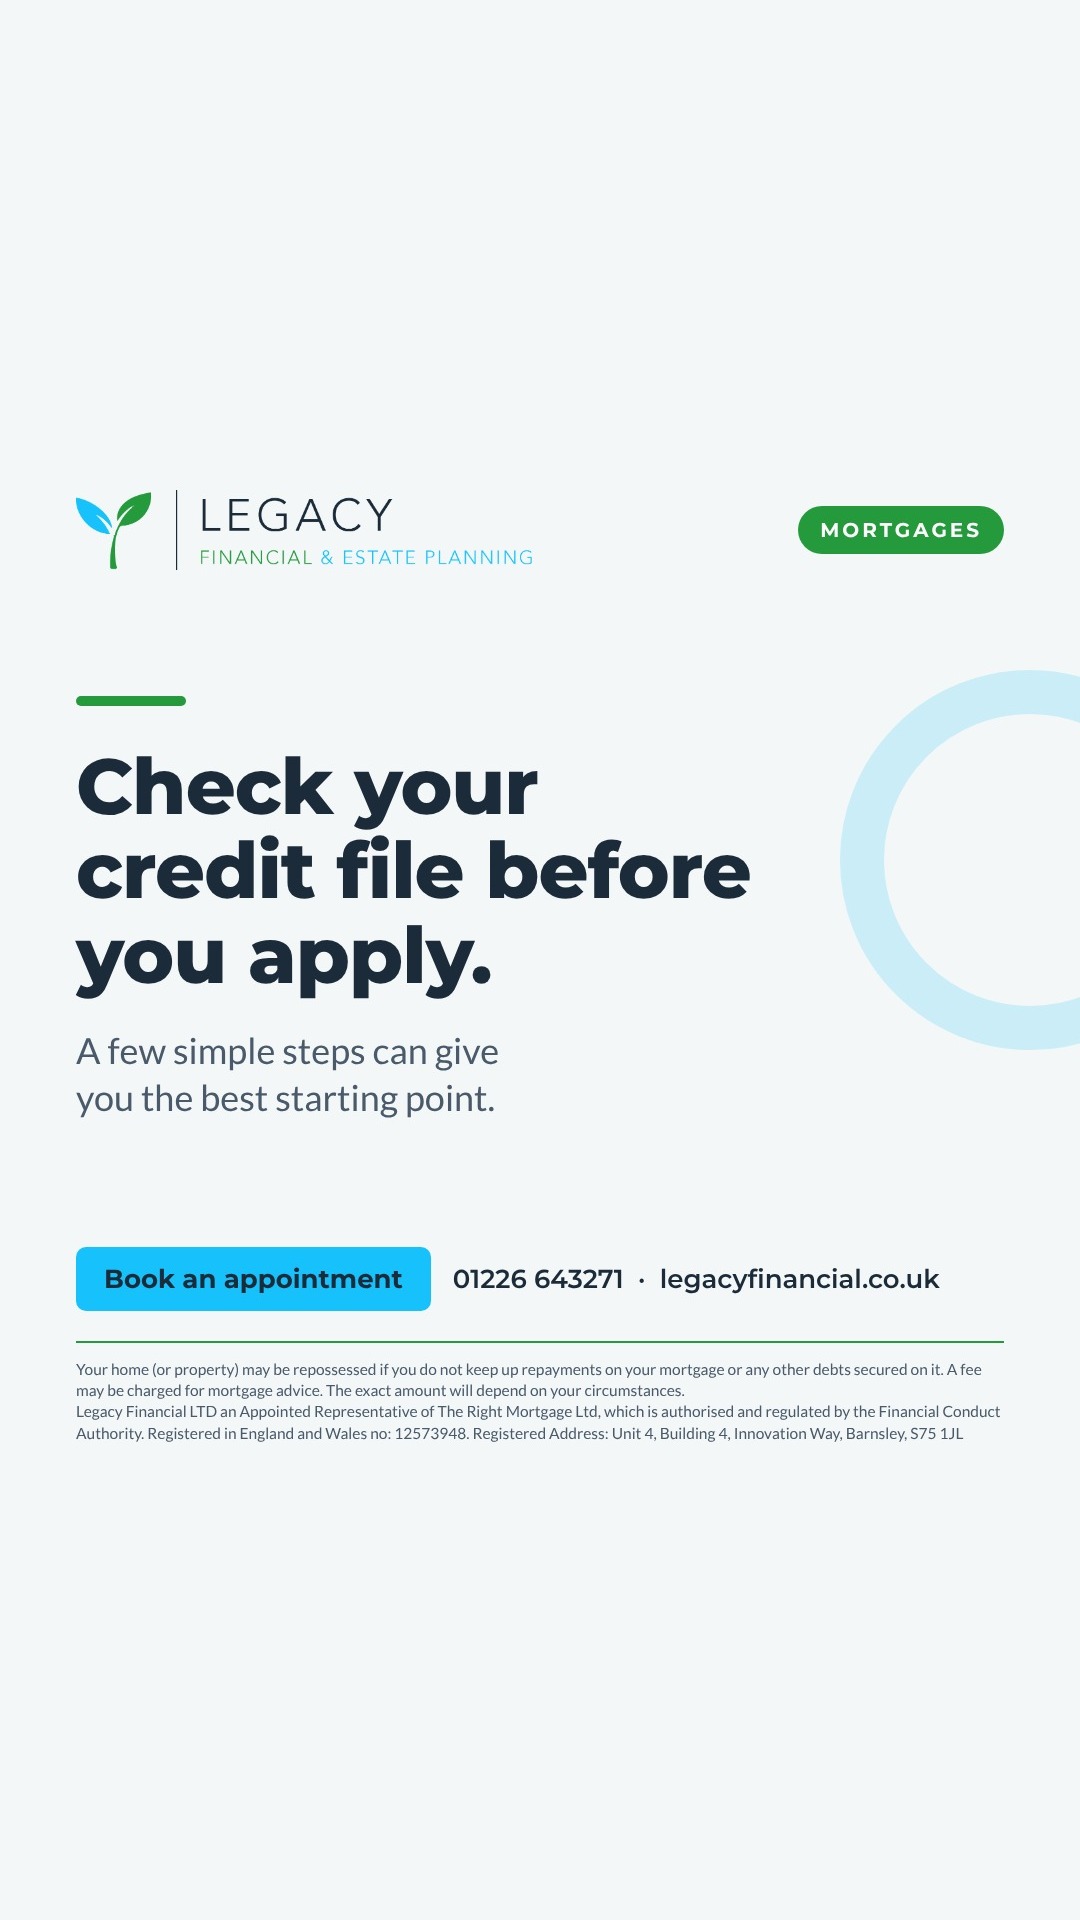 LEGACY
FINANCIAL & ESTATE PLANNING
MORTGAGES
Check your
credit file before
you apply.
A few simple steps can give
you the best starting point.
Book an appointment
01226 643271 · legacyfinancial.co.uk
Your home (or property) may be repossessed if you do not keep up repayments on your mortgage or any other debts secured on it. A fee
may be charged for mortgage advice. The exact amount will depend on your circumstances.
Legacy Financial LTD an Appointed Representative of The Right Mortgage Ltd, which is authorised and regulated by the Financial Conduct
Authority. Registered in England and Wales no: 12573948. Registered Address: Unit 4, Building 4, Innovation Way, Barnsley, S75 1JL